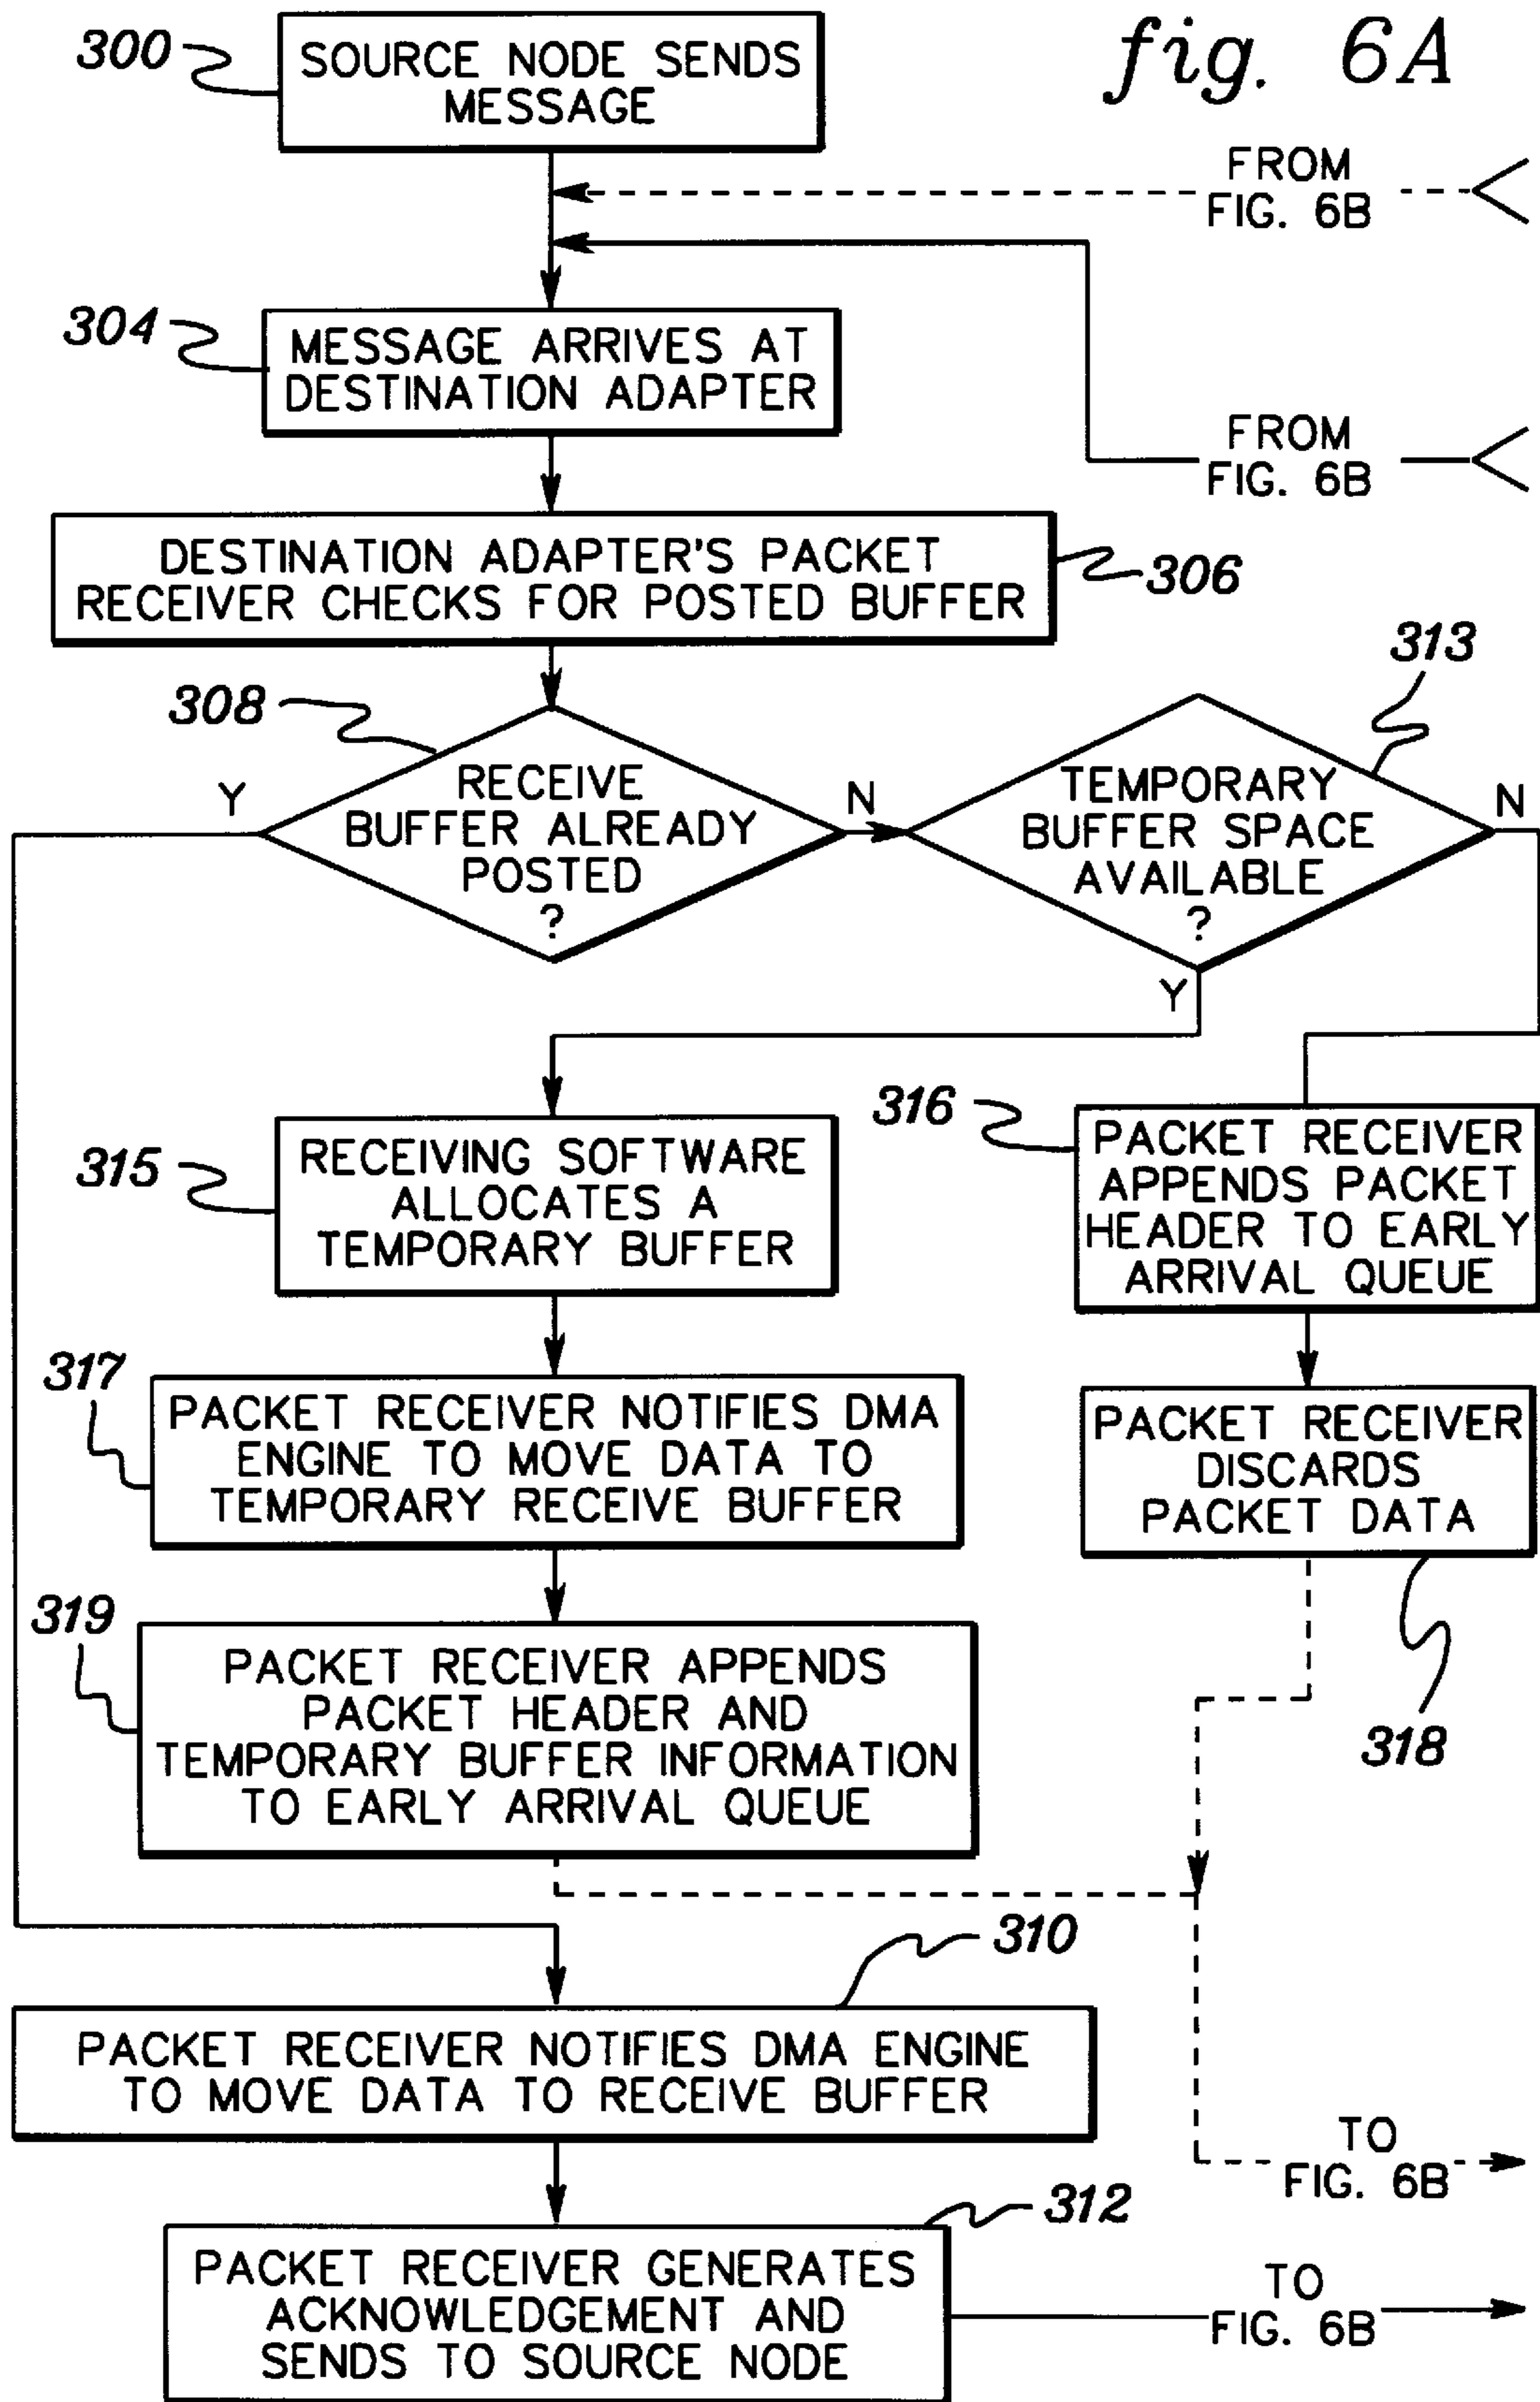 fig. 6A
300
SOURCE NODE SENDS
MESSAGE
FROM
FIG. 6B
304
MESSAGE ARRIVES AT
DESTINATION ADAPTER
FROM
FIG. 6B
DESTINATION ADAPTER'S PACKET
RECEIVER CHECKS FOR POSTED BUFFER
306
308
313
Y
RECEIVE
BUFFER ALREADY
POSTED
?
N
TEMPORARY
BUFFER SPACE
AVAILABLE
?
N
Y
315
RECEIVING SOFTWARE
ALLOCATES A
TEMPORARY BUFFER
316
PACKET RECEIVER
APPENDS PACKET
HEADER TO EARLY
ARRIVAL QUEUE
317
PACKET RECEIVER NOTIFIES DMA
ENGINE TO MOVE DATA TO
TEMPORARY RECEIVE BUFFER
PACKET RECEIVER
DISCARDS
PACKET DATA
318
319
PACKET RECEIVER APPENDS
PACKET HEADER AND
TEMPORARY BUFFER INFORMATION
TO EARLY ARRIVAL QUEUE
310
PACKET RECEIVER NOTIFIES DMA ENGINE
TO MOVE DATA TO RECEIVE BUFFER
TO
FIG. 6B
312
PACKET RECEIVER GENERATES
ACKNOWLEDGEMENT AND
SENDS TO SOURCE NODE
TO
FIG. 6B